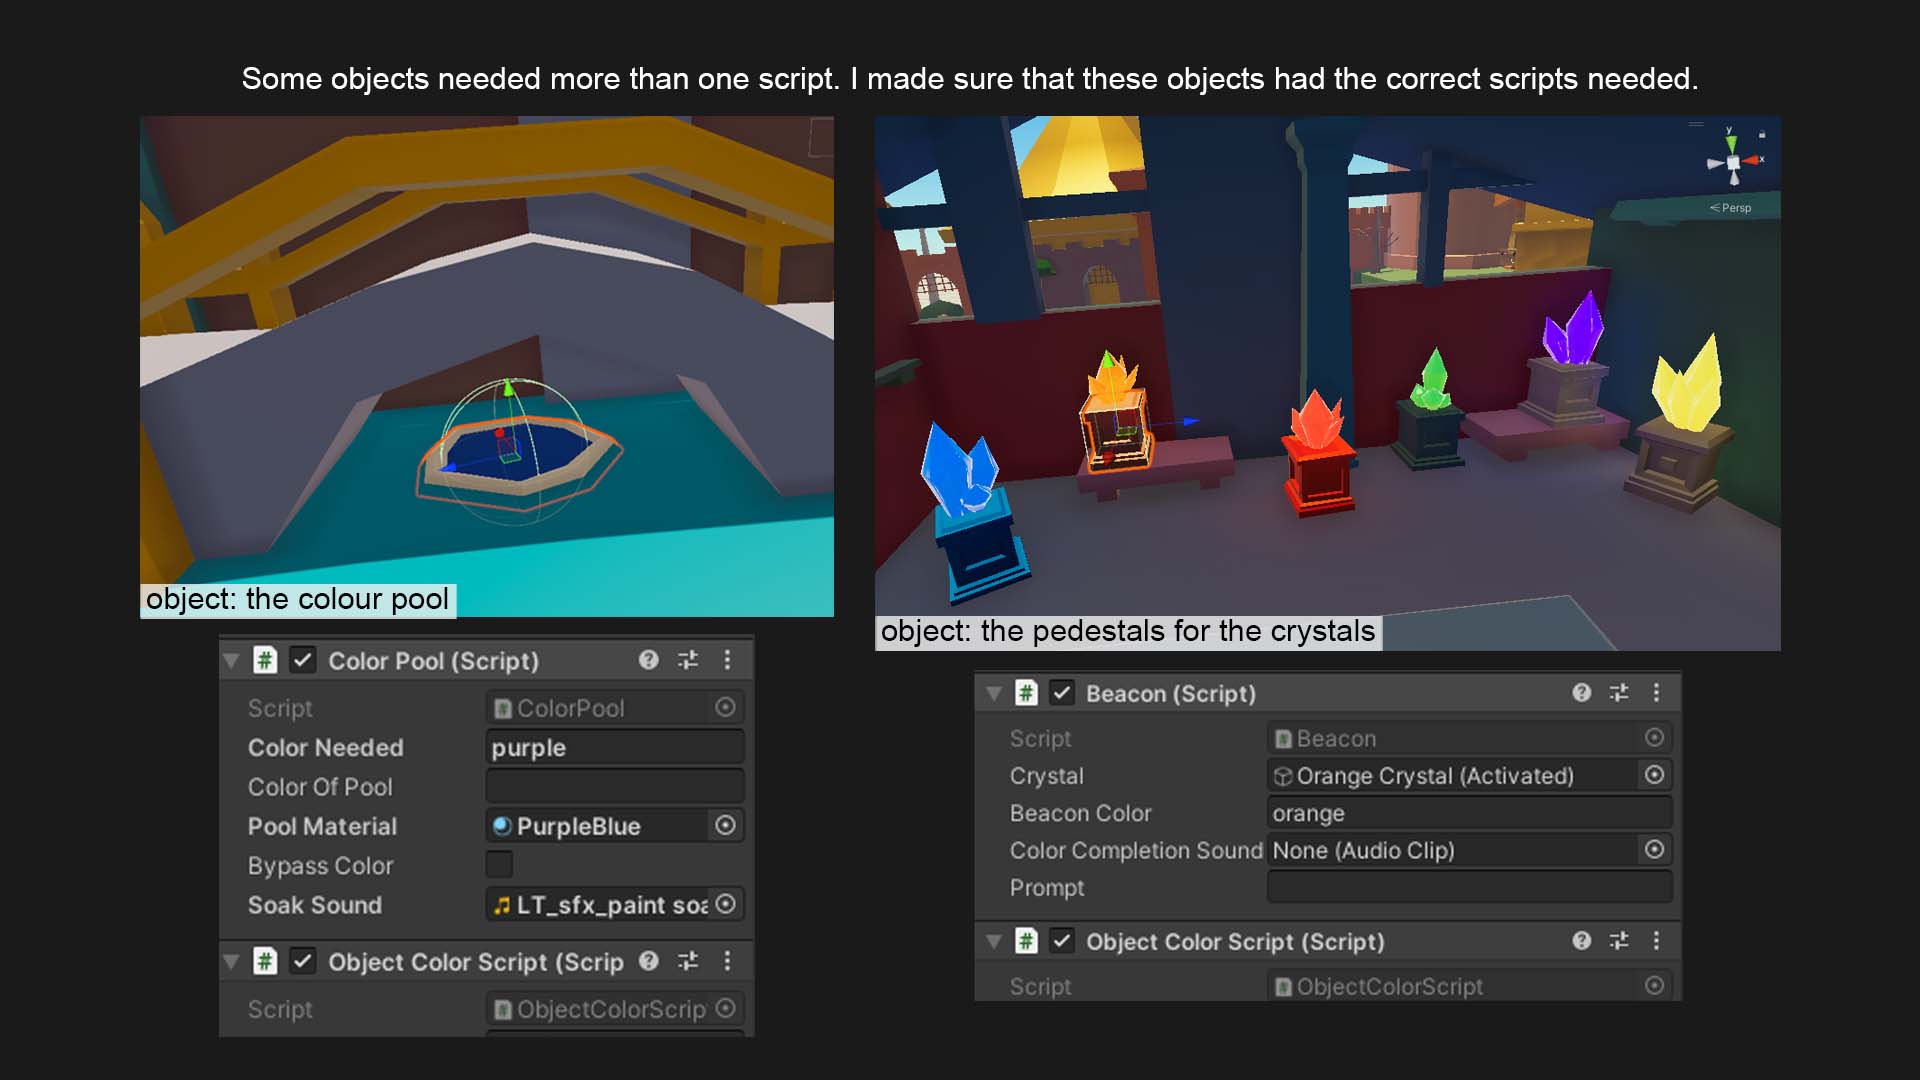 Some objects needed more than one script. I made sure that these objects had the correct scripts needed.
y
x
Persp
object: the colour pool
object: the pedestals for the crystals
Color Pool (Script)
Script ColorPool
Color Needed purple
Color Of Pool
Pool Material PurpleBlue
Bypass Color
Soak Sound LT_sfx_paint soa
Object Color Script (Scrip
Script ObjectColorScrip
Beacon (Script)
Script Beacon
Crystal Orange Crystal (Activated)
Beacon Color orange
Color Completion Sound None (Audio Clip)
Prompt
Object Color Script (Script)
Script ObjectColorScript